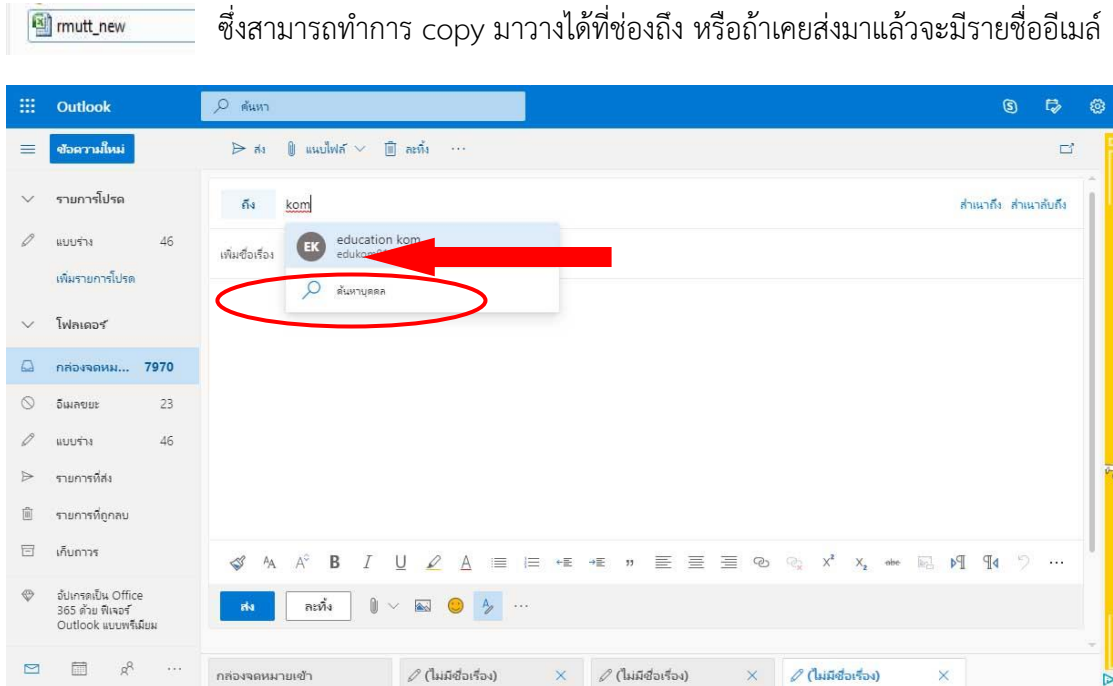 rmutt_new ซึ่งสามารถทำการ copy มาวางได้ที่ช่องถึง หรือถ้าเคยส่งมาแล้วจะมีรายชื่ออีเมล์
Outlook ค้นหา
ข้อความใหม่ ส่ง แนบไฟล์ ละทิ้ง ...
รายการโปรด
ถึง kom สำเนาถึง สำเนาลับถึง
แบบร่าง 46
เพิ่มชื่อเรื่อง
EK education kom
เพิ่มรายการโปรด
ค้นหาบุคคล
โฟลเดอร์
กล่องจดหม... 7970
อีเมลขยะ 23
แบบร่าง 46
รายการที่ส่ง
รายการที่ถูกลบ
เก็บถาวร
อัปเกรดเป็น Office
365 ด้วย ฟีเจอร์
Outlook แบบพรีเมียม
ส่ง ละทิ้ง
กล่องจดหมายเข้า (ไม่มีชื่อเรื่อง) (ไม่มีชื่อเรื่อง) (ไม่มีชื่อเรื่อง)